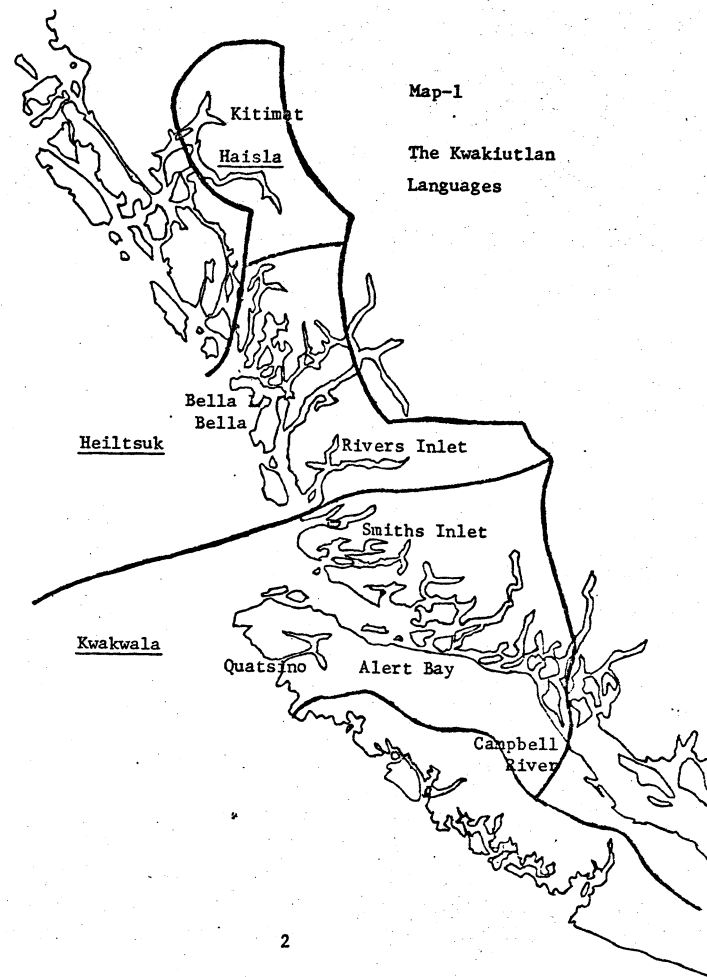 Map-1
Kitimat
The Kwakiutlan
Haisla
Languages
Bella
Bella
Heiltsuk
Rivers Inlet
Smiths Inlet
Kwakwala
Quatsino
Alert Bay
Campbell
River
2